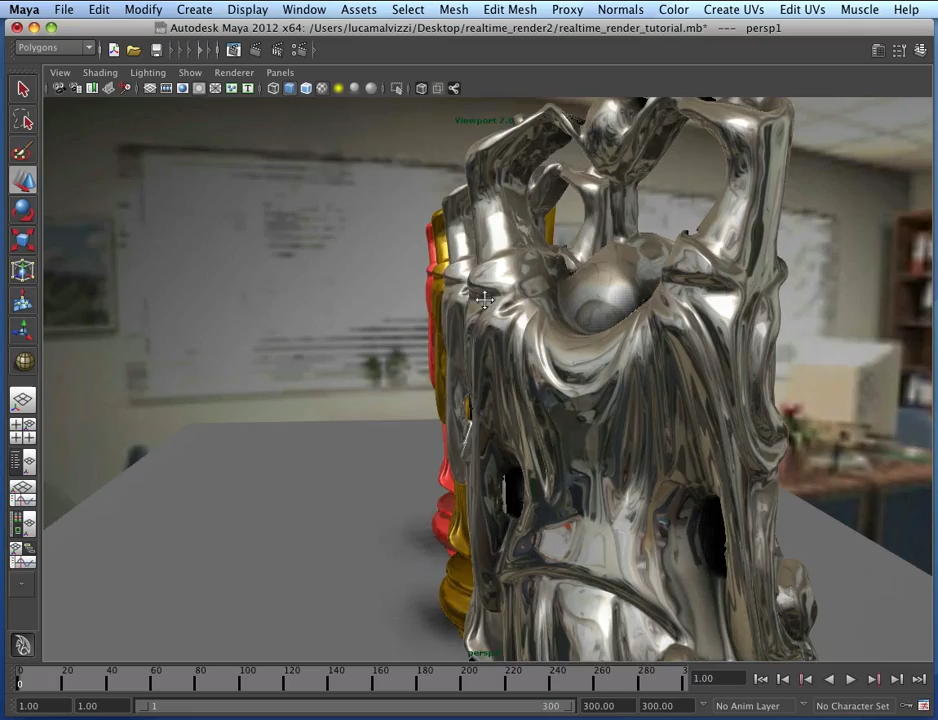 Maya File Edit Modify Create Display Window Assets Select Mesh Edit Mesh Proxy Normals Color Create UVs Edit UVs Muscle Help
Autodesk Maya 2012 x64: /Users/lucamalvizzi/Desktop/realtime_render2/realtime_render_tutorial.mb* --- persp1
Polygons
View Shading Lighting Show Renderer Panels
Viewport 2.0
persp
0 20 40 60 80 100 120 140 160 180 200 220 240 260 280 3
0
1.00
1.00 1.00 1 300 300.00 300.00 No Anim Layer No Character Set